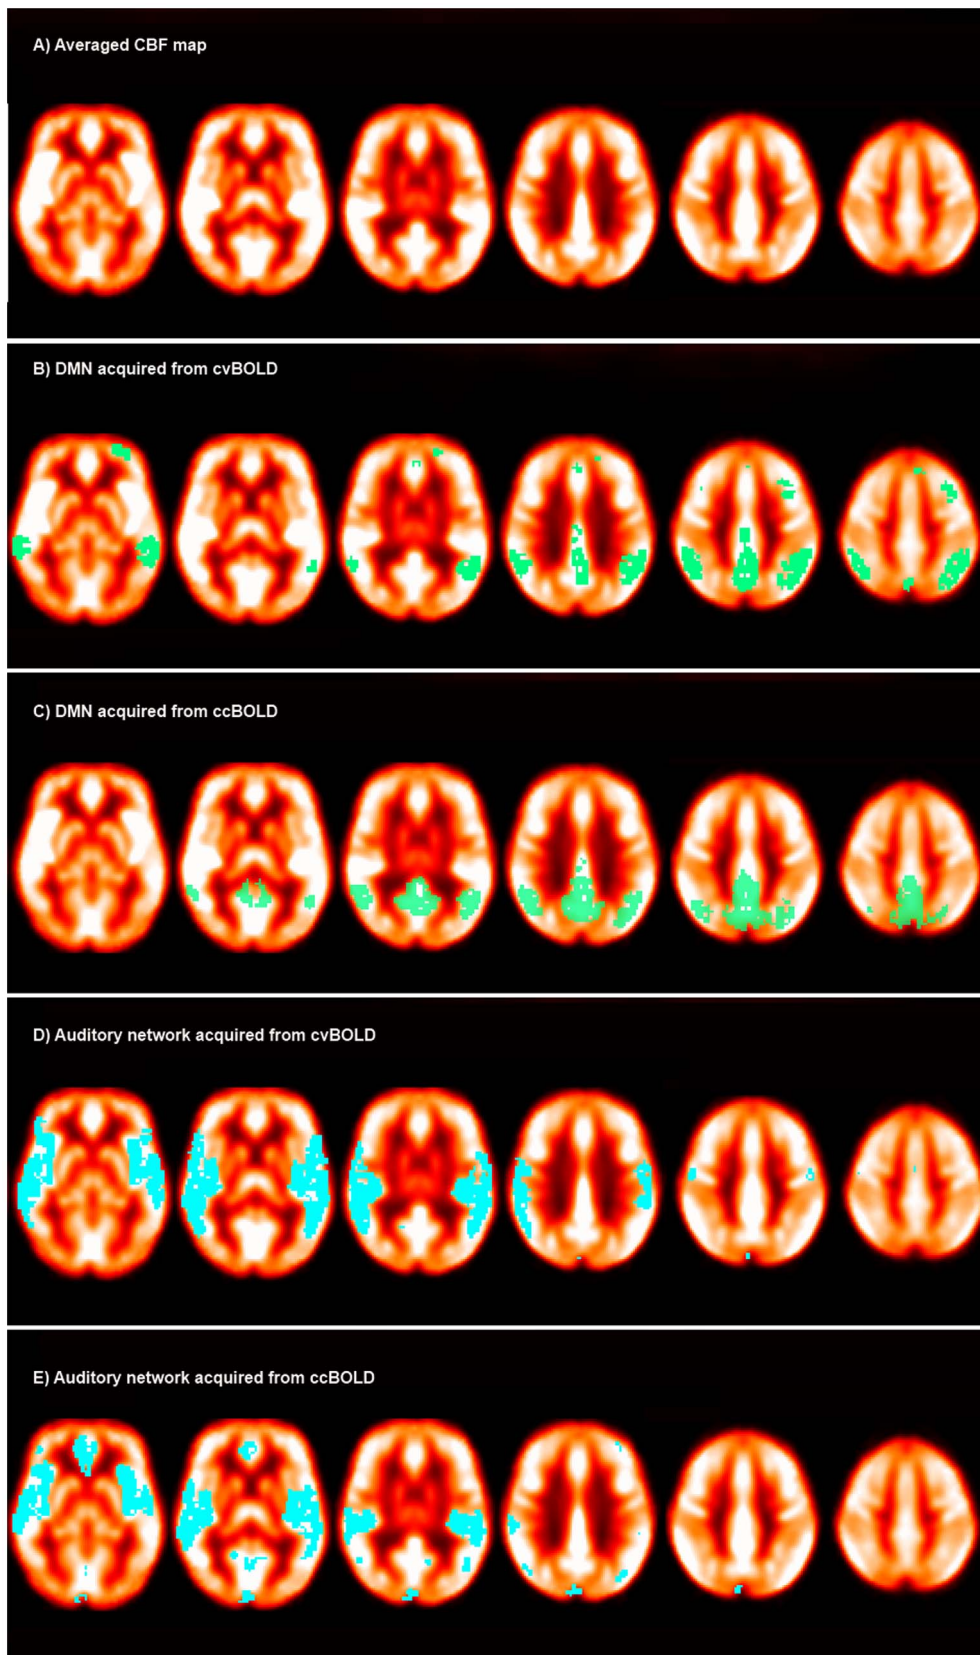 A) Averaged CBF map
B) DMN acquired from cvBOLD
C) DMN acquired from ccBOLD
D) Auditory network acquired from cvBOLD
E) Auditory network acquired from ccBOLD